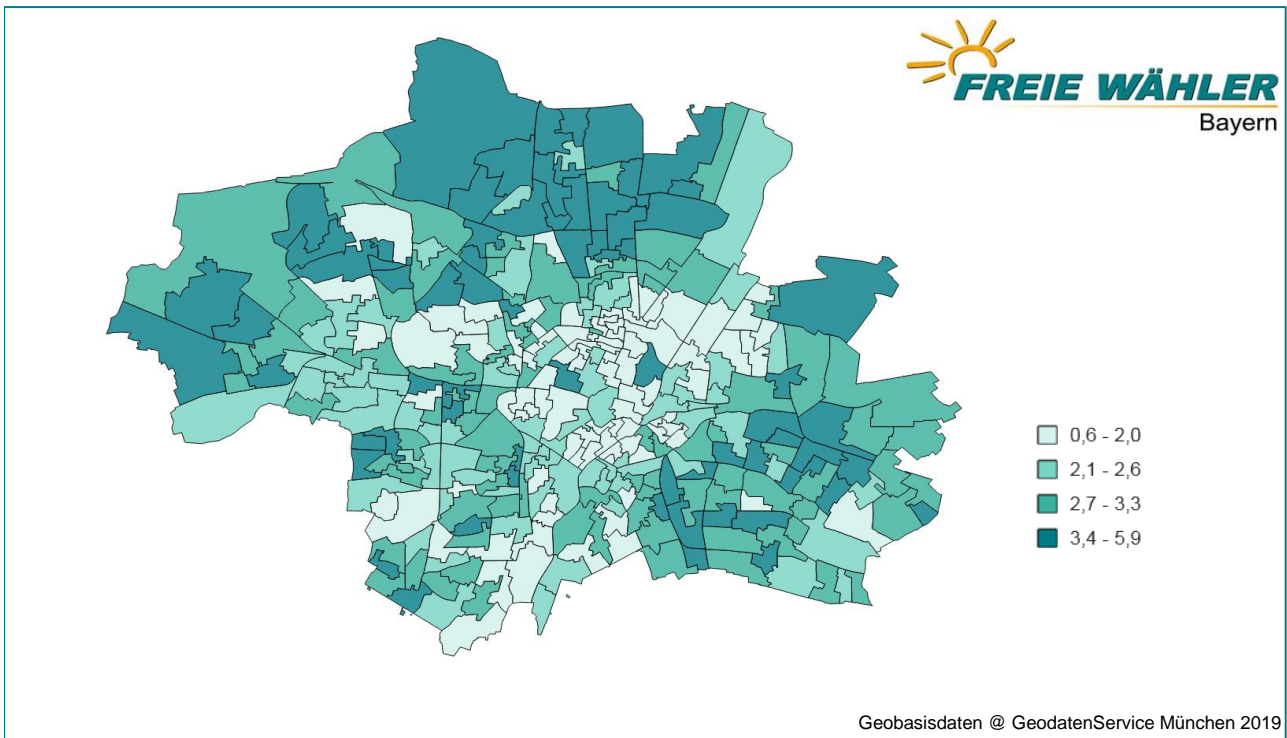 FREIE WÄHLER
Bayern
0,6 - 2,0
2,1 - 2,6
2,7 - 3,3
3,4 - 5,9
Geobasisdaten @ GeodatenService München 2019